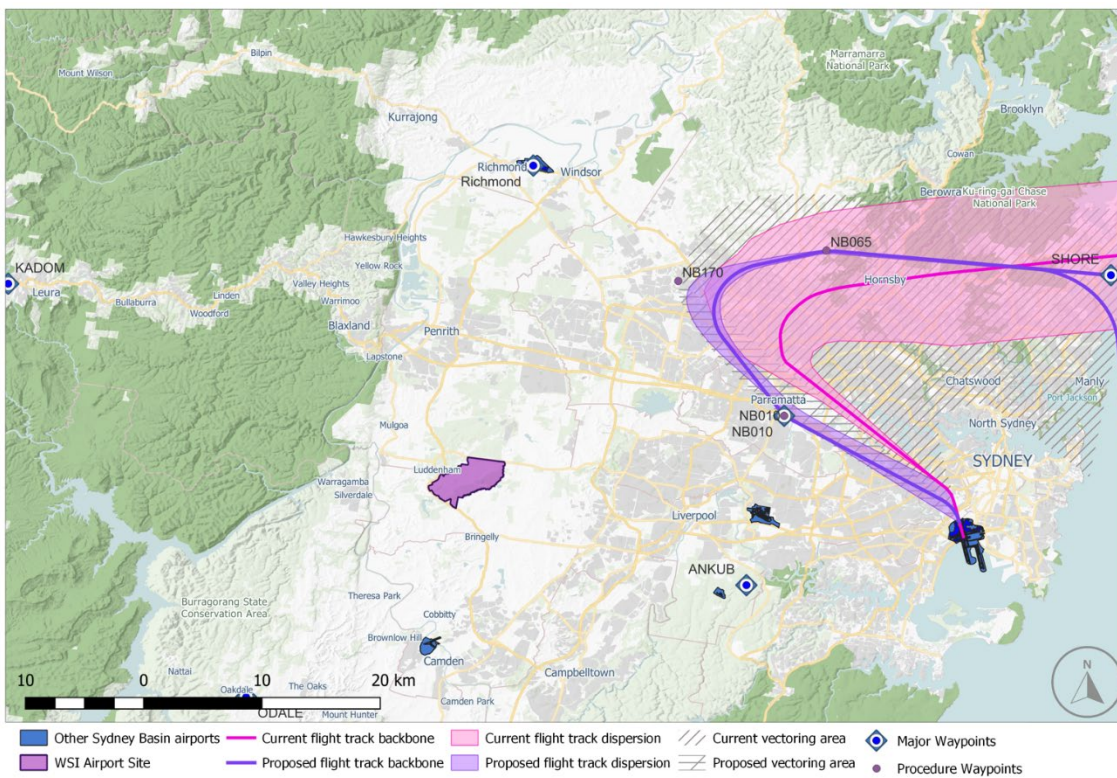 Bilpin
Mount Wilson
Marramarra
National Park
Brooklyn
Kurrajong
Cowan
Richmond
Richmond
Windsor
Berowra
Ku-ring-gai Chase
National Park
Hawkesbury Heights
NB065
KADOM
Yellow Rock
SHORE
Leura
Linden
Valley Heights
NB170
Hornsby
Bullaburra
Woodford
Warrimoo
Blaxland
Penrith
Lapstone
Chatswood
Manly
Parramatta
Port Jackson
NB010
NB010
Mulgoa
North Sydney
SYDNEY
Luddenham
Warragamba
Silverdale
Liverpool
Bringelly
ANKUB
Burragorang State
Conservation Area
Theresa Park
Cobbitty
Brownlow Hill
Camden
Nattai
Campbelltown
N
10 0 10 20 km
Oakdale
The Oaks
Camden Park
ODALE
Mount Hunter
Other Sydney Basin airports
Current flight track backbone
Current flight track dispersion
Current vectoring area
Major Waypoints
WSI Airport Site
Proposed flight track backbone
Proposed flight track dispersion
Proposed vectoring area
Procedure Waypoints